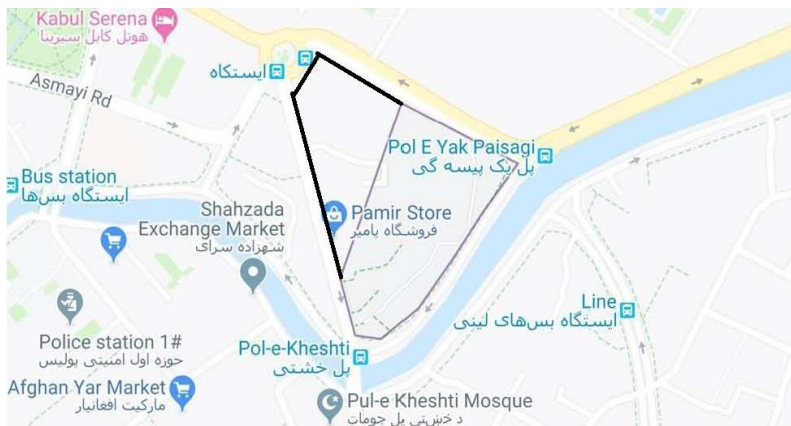 Kabul Serena
هوتل کابل سیرینا
ایستگاه
Asmayi Rd
Pol E Yak Paisagi
پل یک پیسه گی
Bus station
ایستگاه بس‌ها
Shahzada
Exchange Market
شهزاده سرای
Pamir Store
فروشگاه پامیر
Line
ایستگاه بس‌های لینی
Police station 1#
حوزه اول امنیتی پولیس
Pol-e-Kheshti
پل خشتی
Afghan Yar Market
مارکیت افغانیار
Pul-e Kheshti Mosque
د خښتي پل جومات